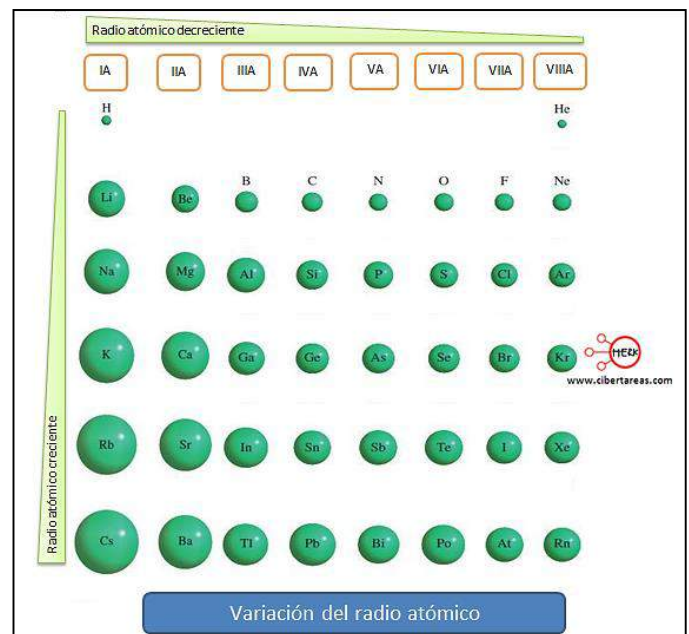 Radio atómico decreciente
IA IIA IIIA IVA VA VIA VIIA VIIIA
H He
Li Be B C N O F Ne
Na Mg Al Si P S Cl Ar
K Ca Ga Ge As Se Br Kr
MERK
www.cibertareas.com
Rb Sr In Sn Sb Te I Xe
Cs Ba Tl Pb Bi Po At Rn
Radio atómico creciente
Variación del radio atómico